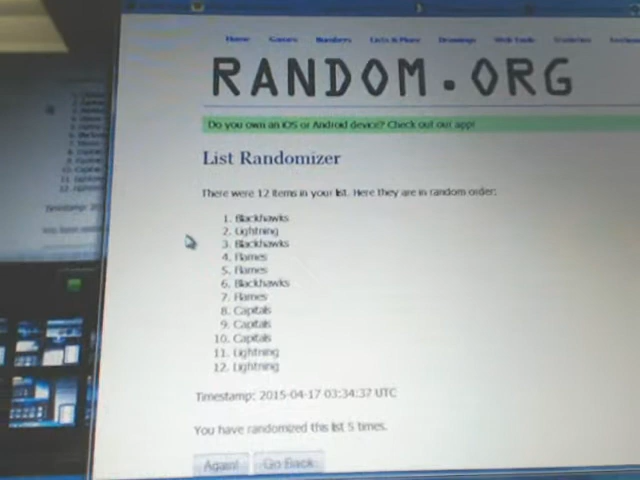 Home Games Numbers Lists & More Drawings Web Tools Statistics
RANDOM.ORG
Do you own an iOS or Android device? Check out our app!
List Randomizer
There were 12 items in your list. Here they are in random order:
1. Blackhawks
2. Lightning
3. Blackhawks
4. Flames
5. Flames
6. Blackhawks
7. Flames
8. Capitals
9. Capitals
10. Capitals
11. Lightning
12. Lightning
Timestamp: 2015-04-17 03:34:37 UTC
You have randomized this list 5 times.
Again! Go Back